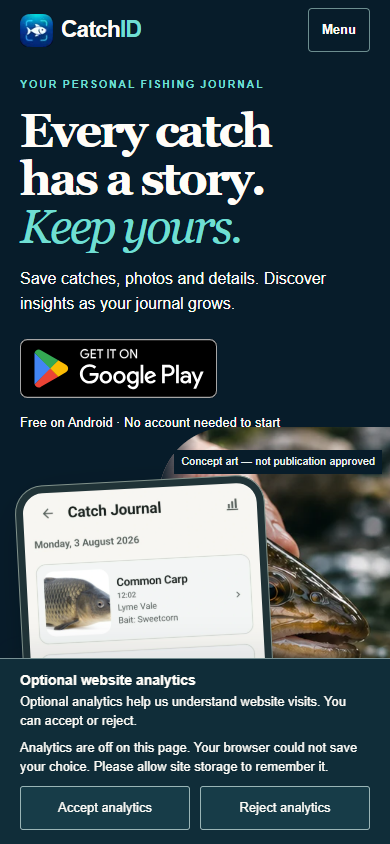 CatchID
Menu
YOUR PERSONAL FISHING JOURNAL
Every catch
has a story.
Keep yours.
Save catches, photos and details. Discover
insights as your journal grows.
GET IT ON
Google Play
Free on Android · No account needed to start
Concept art — not publication approved
Catch Journal
Monday, 3 August 2026
Common Carp
12:02
Lyme Vale
Bait: Sweetcorn
Optional website analytics
Optional analytics help us understand website visits. You
can accept or reject.
Analytics are off on this page. Your browser could not save
your choice. Please allow site storage to remember it.
Accept analytics
Reject analytics